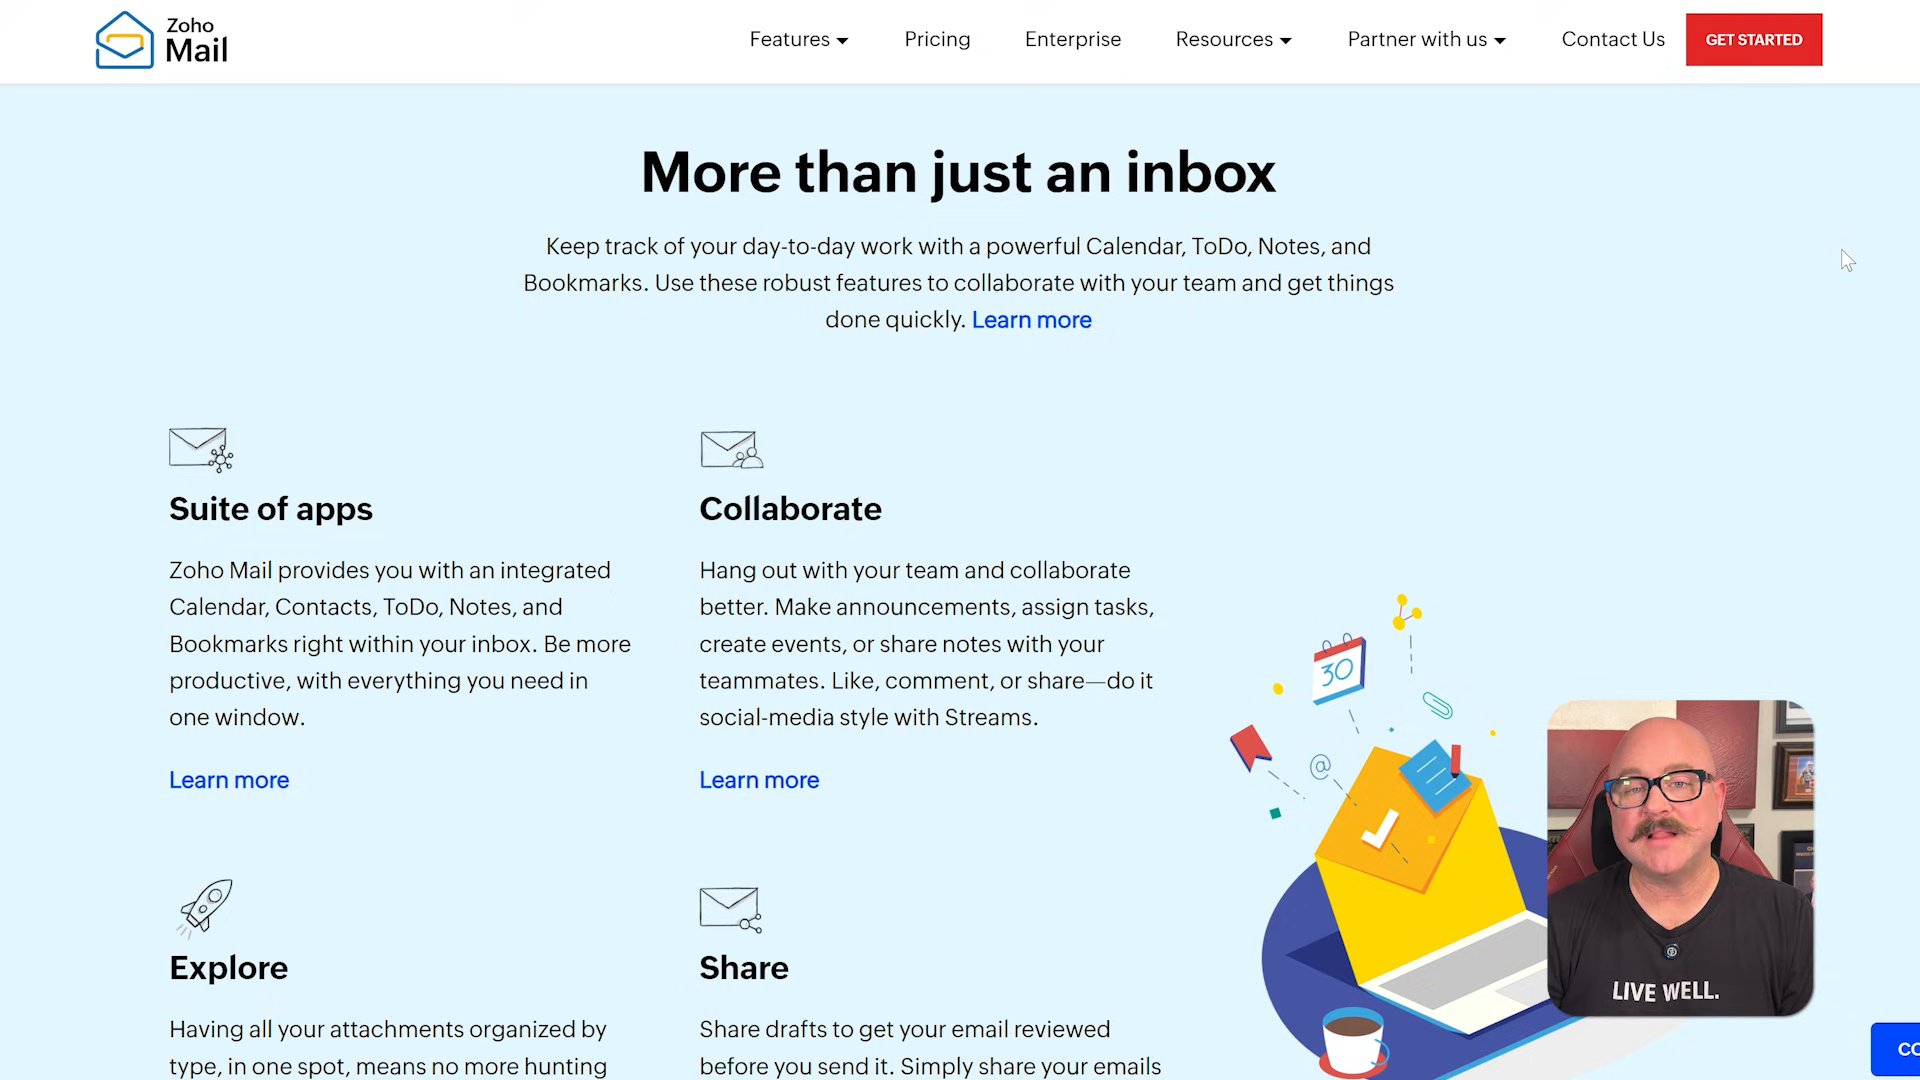 Zoho
Mail
Features
Pricing
Enterprise
Resources
Partner with us
Contact Us
GET STARTED
More than just an inbox
Keep track of your day-to-day work with a powerful Calendar, ToDo, Notes, and
Bookmarks. Use these robust features to collaborate with your team and get things
done quickly. Learn more
Suite of apps
Zoho Mail provides you with an integrated
Calendar, Contacts, ToDo, Notes, and
Bookmarks right within your inbox. Be more
productive, with everything you need in
one window.
Learn more
Collaborate
Hang out with your team and collaborate
better. Make announcements, assign tasks,
create events, or share notes with your
teammates. Like, comment, or share—do it
social-media style with Streams.
Learn more
30
@
Explore
Having all your attachments organized by
type, in one spot, means no more hunting
Share
Share drafts to get your email reviewed
before you send it. Simply share your emails
LIVE WELL.